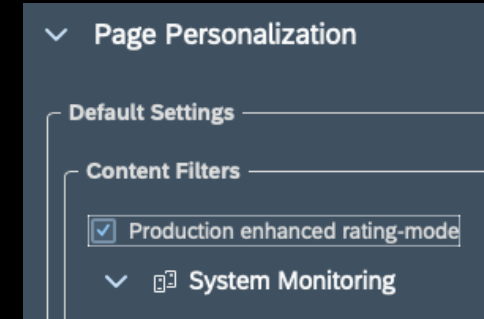 Page Personalization
Default Settings
Content Filters
Production enhanced rating-mode
System Monitoring